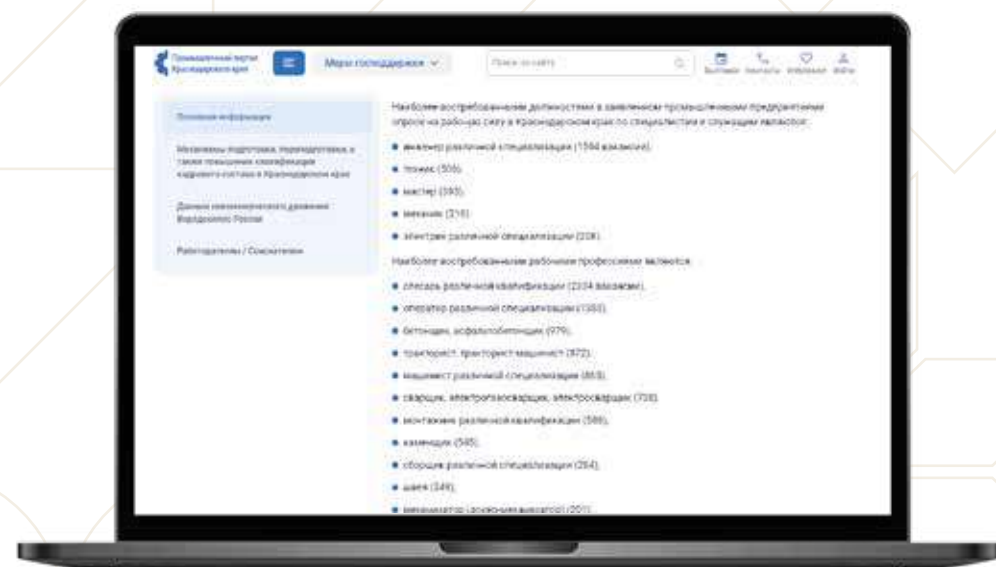 Промышленный портал
Краснодарского края
Меры господдержки
Поиск по сайту
Выставки Контакты Избранное Войти
Основная информация
Механизмы подготовки, переподготовки, а
также повышения квалификации
кадрового состава в Краснодарском крае
Данные
Ворлдскиллс Россия
Работодателям / Соискателям
Наиболее востребованными должностями в заявленном промышленными предприятиями
спросе на рабочую силу в Краснодарском крае по специалистам и служащим являются:
инженер различной специализации (1594 вакансии),
техник (506),
мастер (393),
механик (216),
электрик различной специализации (208).
Наиболее востребованными рабочими профессиями являются:
слесарь различной квалификации (2334 вакансии),
оператор различной специализации (1383),
бетонщик, асфальтобетонщик (979),
тракторист, тракторист-машинист (872),
машинист различной специализации (863),
сварщик, электрогазосварщик, электросварщик (738),
монтажник различной квалификации (586),
каменщик (545),
сборщик различной специализации (264),
швея (249),
(201)